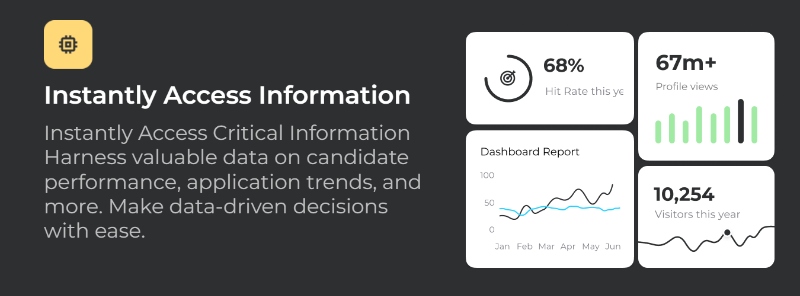 Instantly Access Information
Instantly Access Critical Information
Harness valuable data on candidate
performance, application trends, and
more. Make data-driven decisions
with ease.
68%
Hit Rate this ye
67m+
Profile views
Dashboard Report
100
50
0
Jan Feb Mar Apr May Jun
10,254
Visitors this year